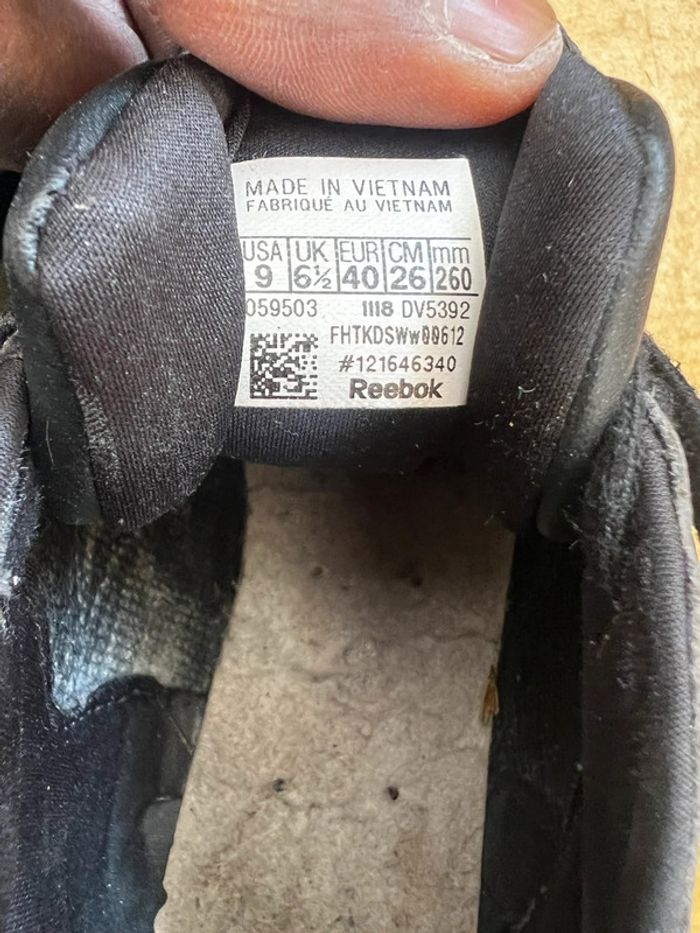 MADE IN VIETNAM
FABRIQUÉ AU VIETNAM
USA UK EUR CM mm
9 6½ 40 26 260
059503 1118 DV5392
FHTKDSWw00612
#121646340
Reebok